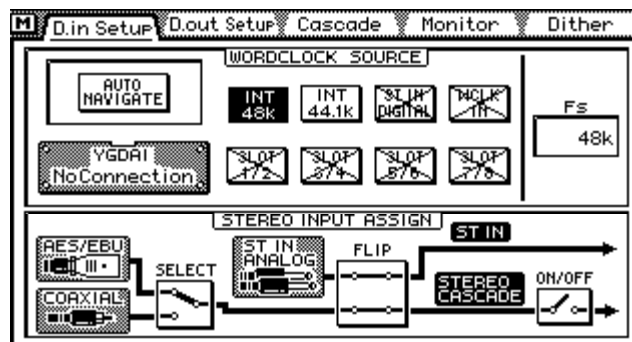 M D.in Setup D.out Setup Cascade Monitor Dither
WORDCLOCK SOURCE
AUTO NAVIGATE
INT 48k
INT 44.1k
ST IN DIGITAL
WCLK IN
Fs
48k
YGDAI
NoConnection
SLOT 1/2
SLOT 3/4
SLOT 5/6
SLOT 7/8
STEREO INPUT ASSIGN
AES/EBU
COAXIAL
SELECT
ST IN ANALOG
FLIP
ST IN
STEREO CASCADE
ON/OFF